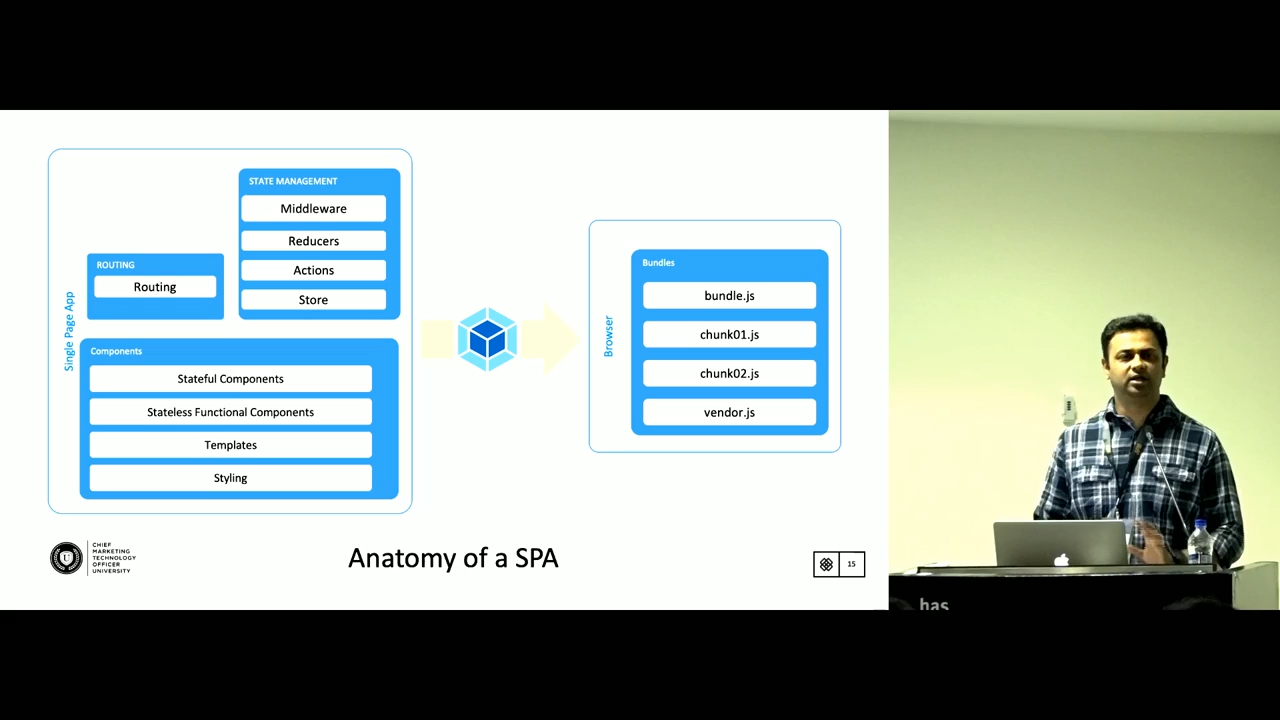 Single Page App
STATE MANAGEMENT
Middleware
Reducers
Actions
Store
ROUTING
Routing
Components
Stateful Components
Stateless Functional Components
Templates
Styling
Browser
Bundles
bundle.js
chunk01.js
chunk02.js
vendor.js
U
CHIEF
MARKETING
TECHNOLOGY
OFFICER
UNIVERSITY
Anatomy of a SPA
15
has